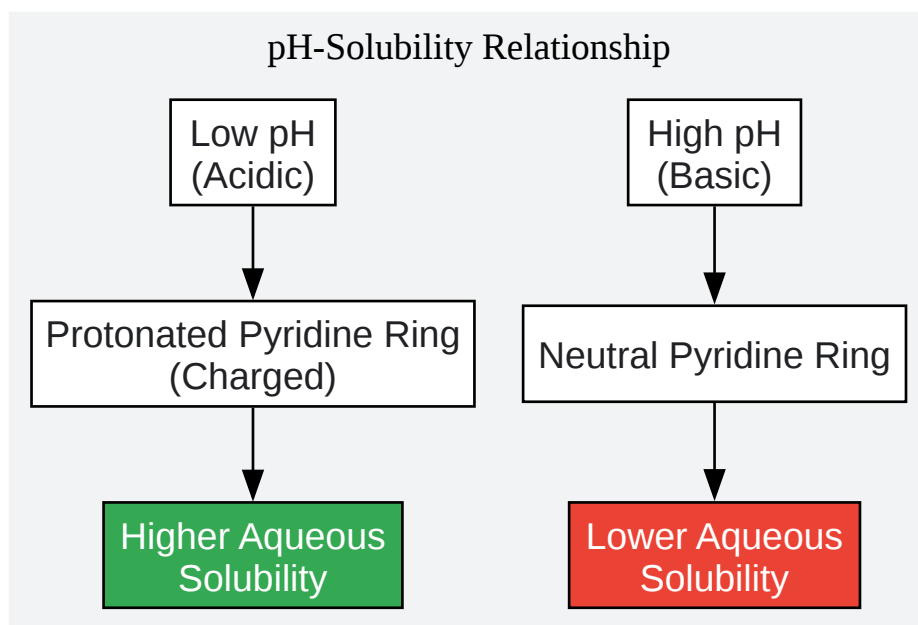 pH-Solubility Relationship
Low pH
(Acidic)
High pH
(Basic)
Protonated Pyridine Ring
(Charged)
Neutral Pyridine Ring
Higher Aqueous
Solubility
Lower Aqueous
Solubility